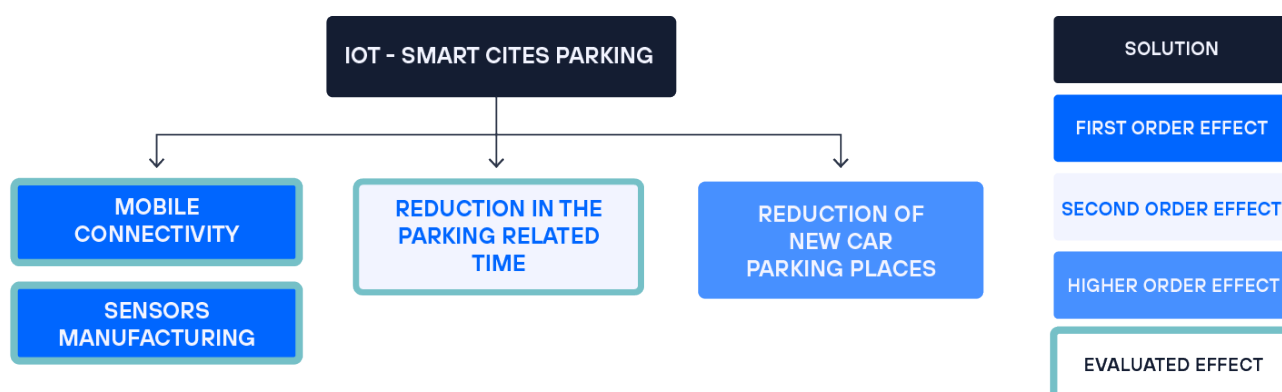 IOT - SMART CITES PARKING
MOBILE
CONNECTIVITY
SENSORS
MANUFACTURING
REDUCTION IN THE
PARKING RELATED
TIME
REDUCTION OF
NEW CAR
PARKING PLACES
SOLUTION
FIRST ORDER EFFECT
SECOND ORDER EFFECT
HIGHER ORDER EFFECT
EVALUATED EFFECT